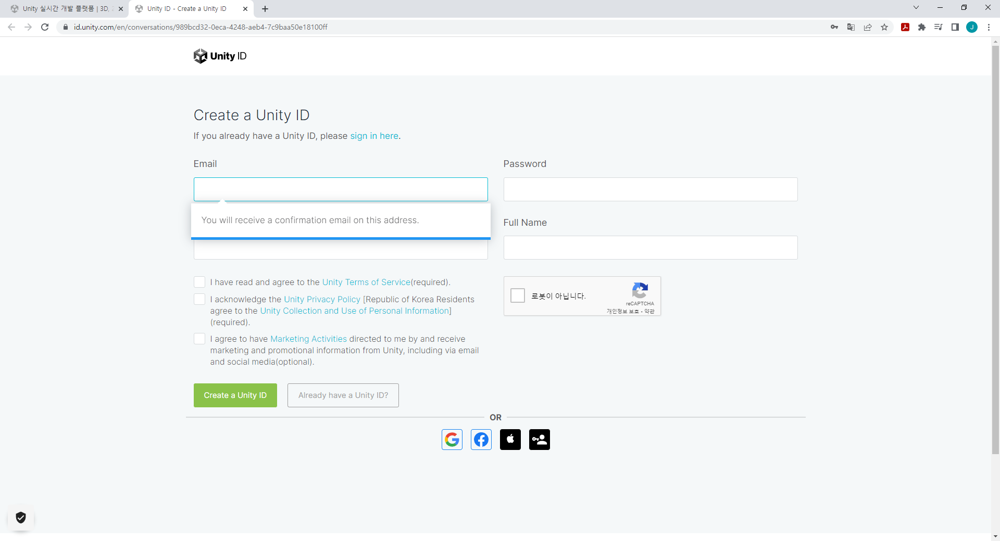 Unity 실시간 개발 플랫폼 | 3D,
Unity ID - Create a Unity ID
id.unity.com/en/conversations/989bcd32-0eca-4248-aeb4-7c9baa50e18100ff
J
Unity ID
Create a Unity ID
If you already have a Unity ID, please sign in here.
Email
Password
You will receive a confirmation email on this address.
Full Name
I have read and agree to the Unity Terms of Service(required).
I acknowledge the Unity Privacy Policy [Republic of Korea Residents
agree to the Unity Collection and Use of Personal Information]
(required).
로봇이 아닙니다.
reCAPTCHA
개인정보 보호 - 약관
I agree to have Marketing Activities directed to me by and receive
marketing and promotional information from Unity, including via email
and social media(optional).
Create a Unity ID
Already have a Unity ID?
OR